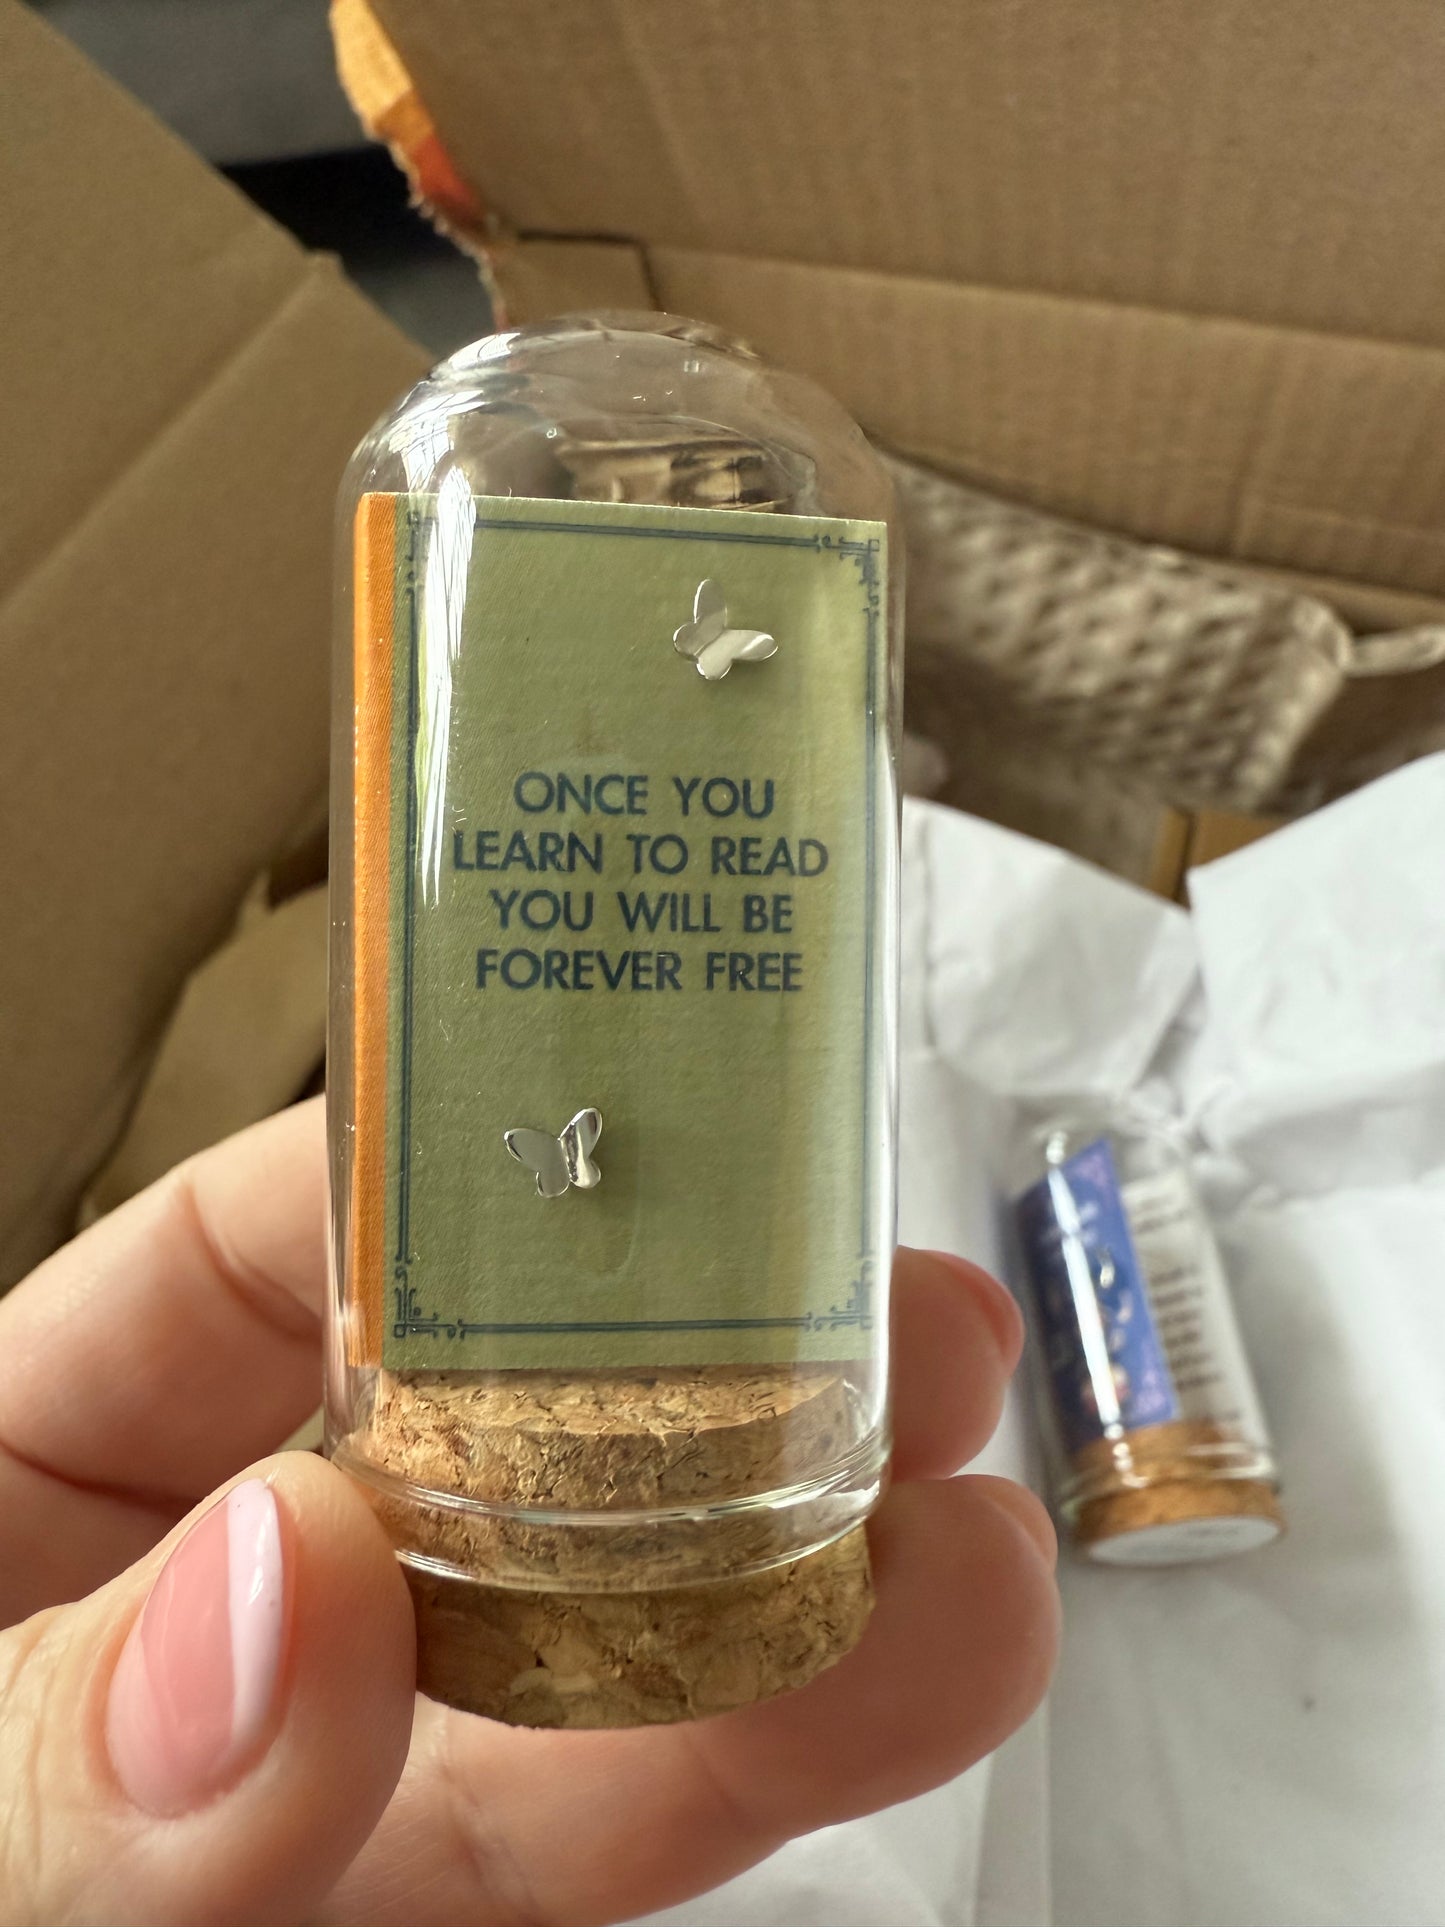 ONCE YOU
LEARN TO READ
YOU WILL BE
FOREVER FREE